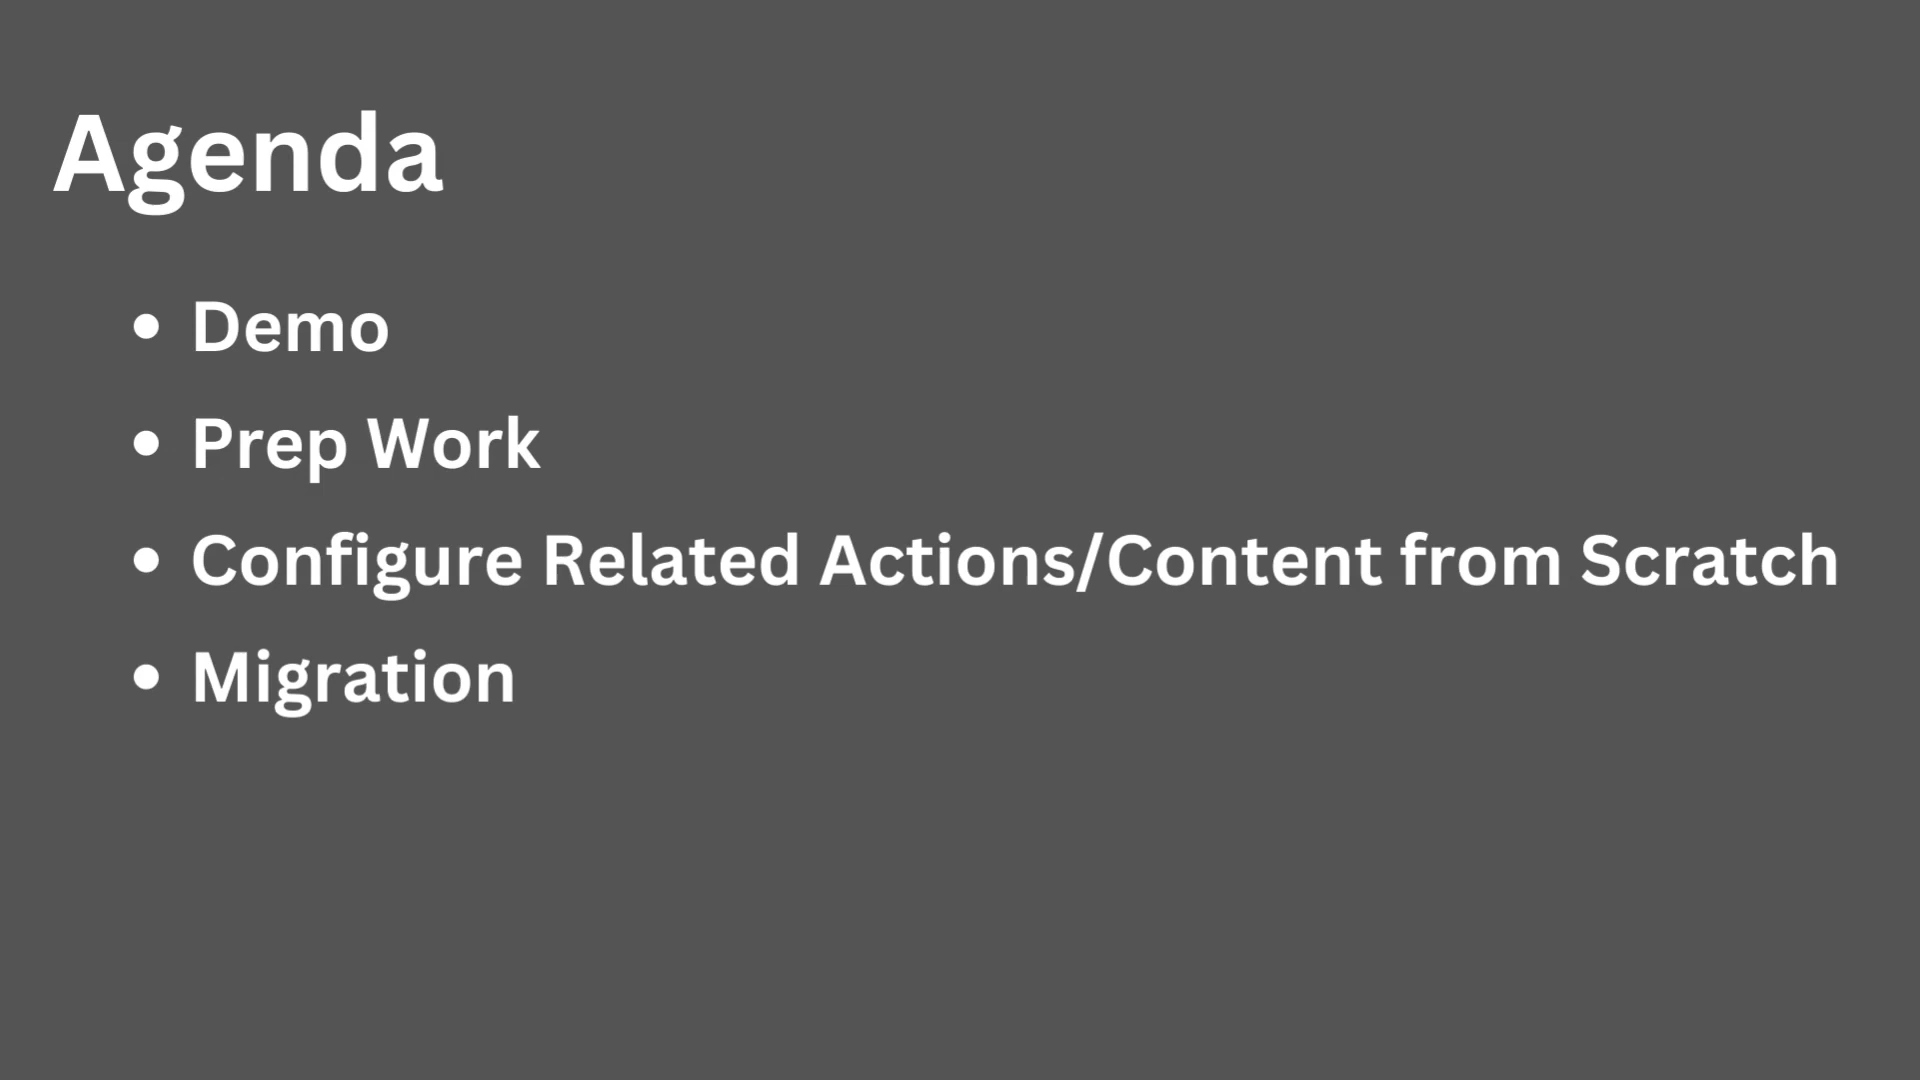 Agenda
• Demo
• Prep Work
• Configure Related Actions/Content from Scratch
• Migration